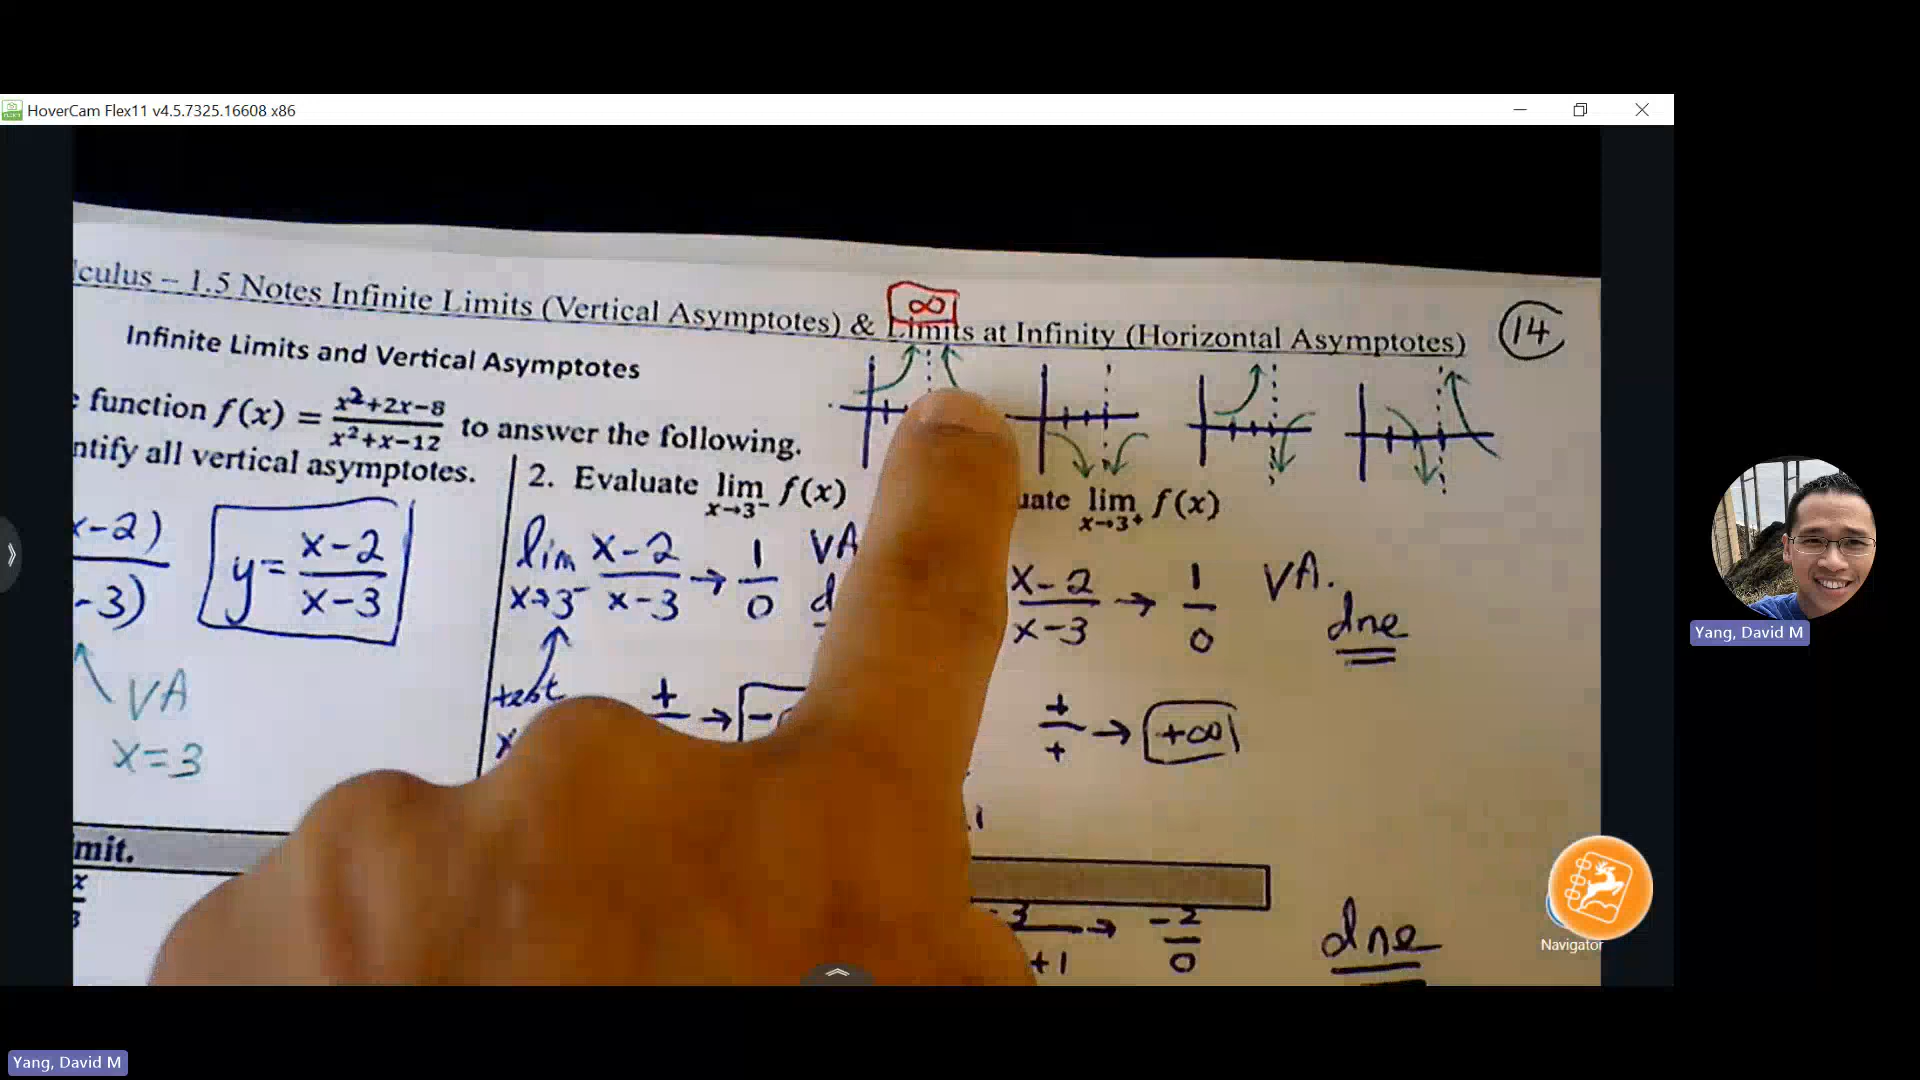 HoverCam Flex11 v4.5.7325.16608 x86
lculus – 1.5 Notes Infinite Limits (Vertical Asymptotes) & Limits at Infinity (Horizontal Asymptotes)
∞
14
Infinite Limits and Vertical Asymptotes
function f(x) = x²+2x−8 / x²+x−12 to answer the following.
ntify all vertical asymptotes.
x-2)
-3)
y= x-2 / x-3
VA
x=3
2. Evaluate lim x→3⁻ f(x)
lim x→3⁻ x-2 / x-3 → 1/0 VA
test
+ →
uate lim x→3⁺ f(x)
x-2 / x-3 → 1/0 VA.
dne
+/+ → +∞
mit.
-3 / +1 → -2/0
dne
Yang, David M
Navigator
Yang, David M